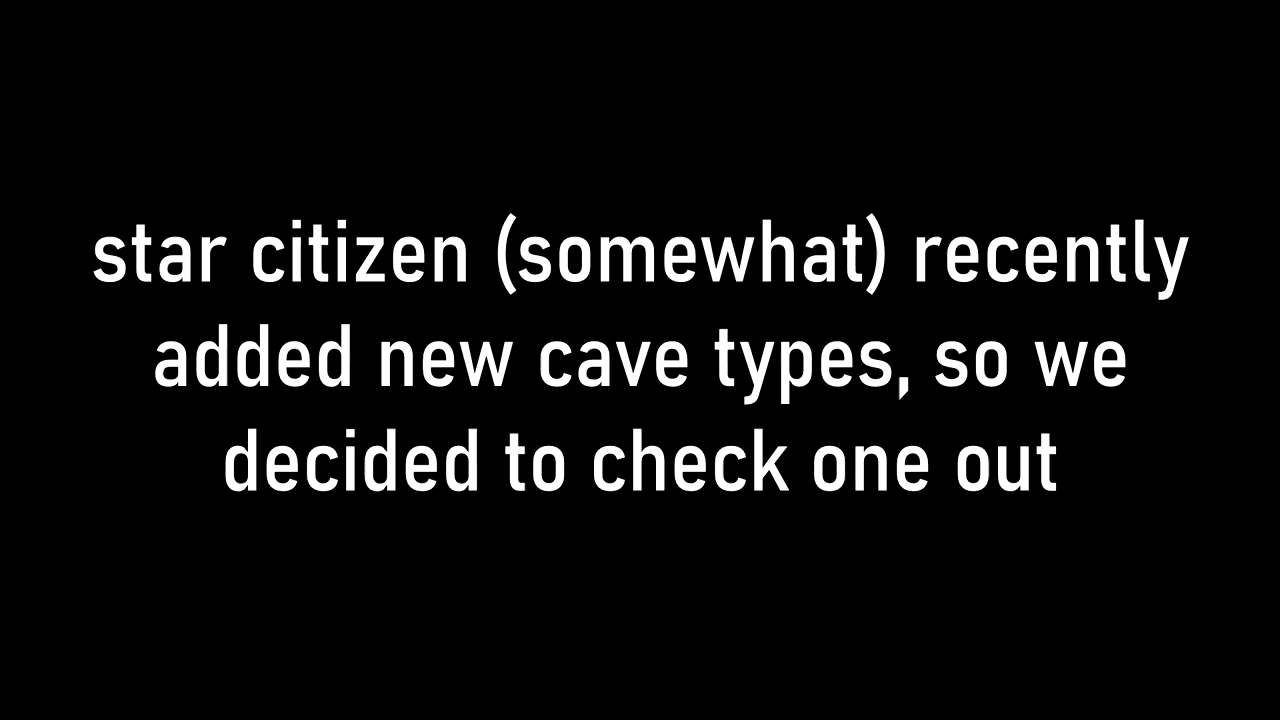 star citizen (somewhat) recently
added new cave types, so we
decided to check one out